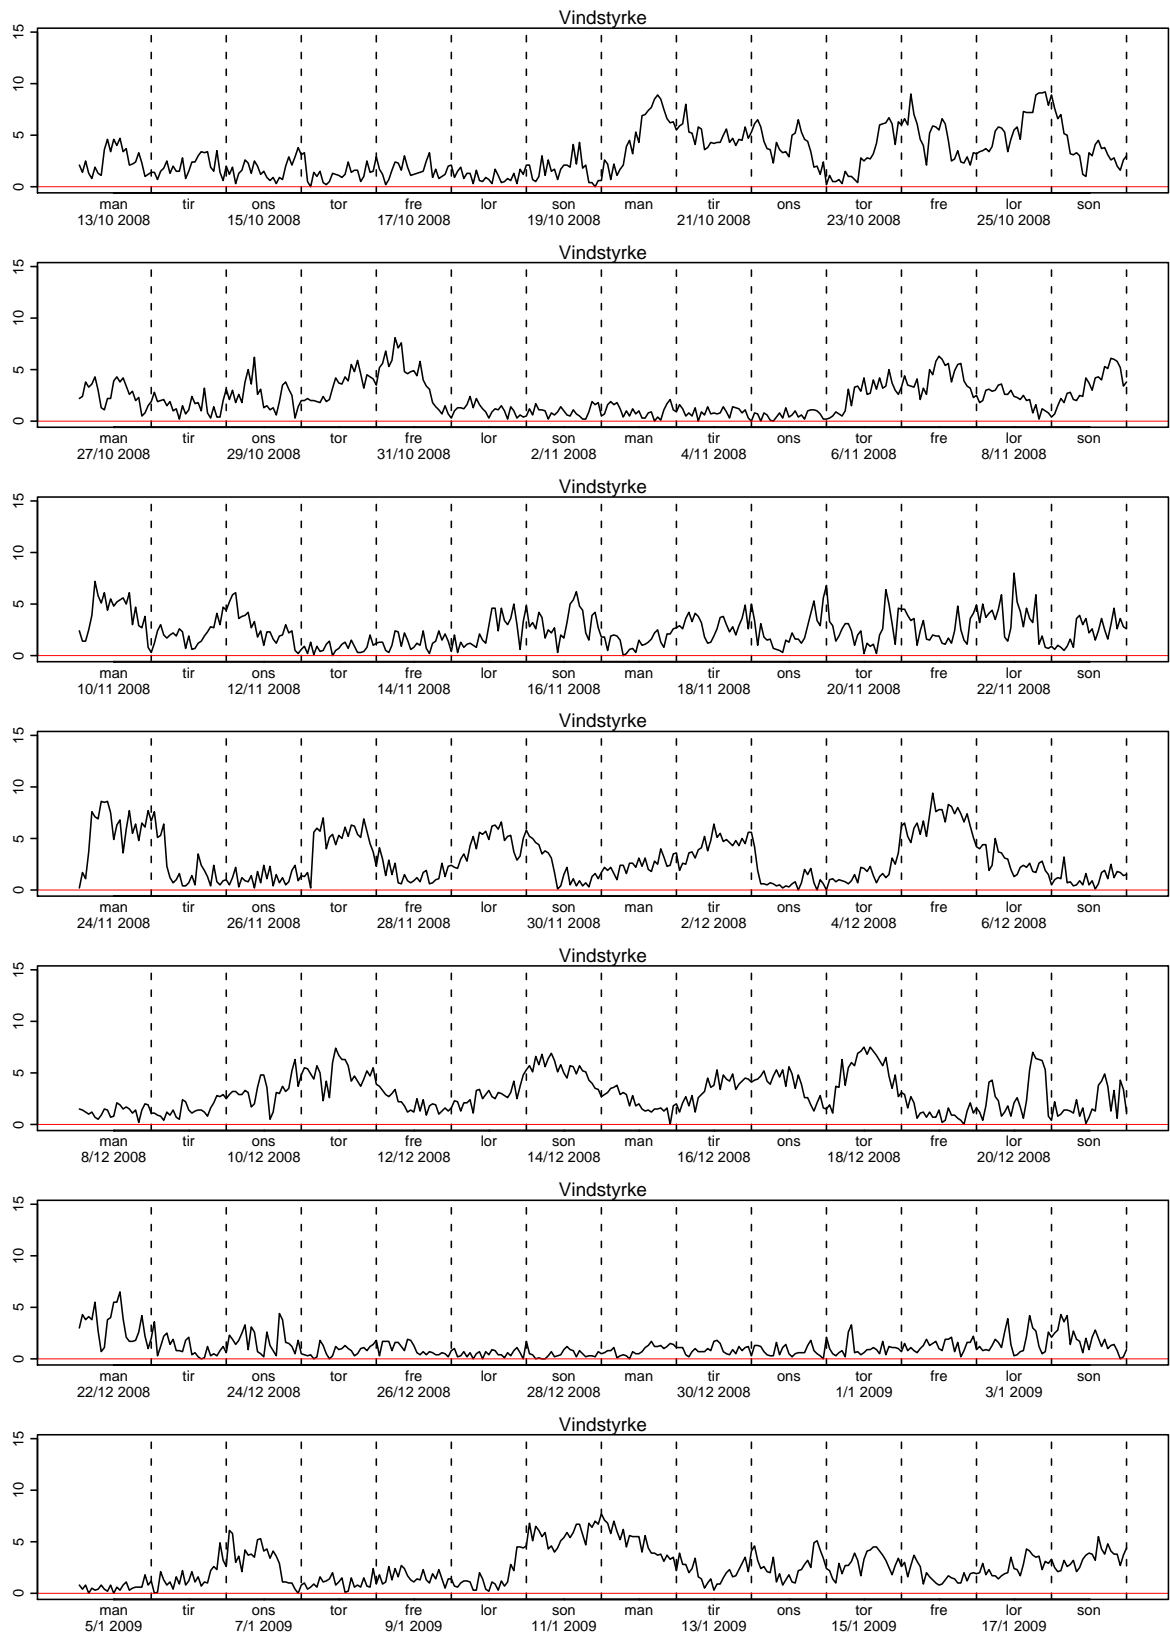 Vindstyrke
15
10
5
0
man tir ons tor fre lor son man tir ons tor fre lor son
13/10 2008 15/10 2008 17/10 2008 19/10 2008 21/10 2008 23/10 2008 25/10 2008
Vindstyrke
15
10
5
0
man tir ons tor fre lor son man tir ons tor fre lor son
27/10 2008 29/10 2008 31/10 2008 2/11 2008 4/11 2008 6/11 2008 8/11 2008
Vindstyrke
15
10
5
0
man tir ons tor fre lor son man tir ons tor fre lor son
10/11 2008 12/11 2008 14/11 2008 16/11 2008 18/11 2008 20/11 2008 22/11 2008
Vindstyrke
15
10
5
0
man tir ons tor fre lor son man tir ons tor fre lor son
24/11 2008 26/11 2008 28/11 2008 30/11 2008 2/12 2008 4/12 2008 6/12 2008
Vindstyrke
15
10
5
0
man tir ons tor fre lor son man tir ons tor fre lor son
8/12 2008 10/12 2008 12/12 2008 14/12 2008 16/12 2008 18/12 2008 20/12 2008
Vindstyrke
15
10
5
0
man tir ons tor fre lor son man tir ons tor fre lor son
22/12 2008 24/12 2008 26/12 2008 28/12 2008 30/12 2008 1/1 2009 3/1 2009
Vindstyrke
15
10
5
0
man tir ons tor fre lor son man tir ons tor fre lor son
5/1 2009 7/1 2009 9/1 2009 11/1 2009 13/1 2009 15/1 2009 17/1 2009